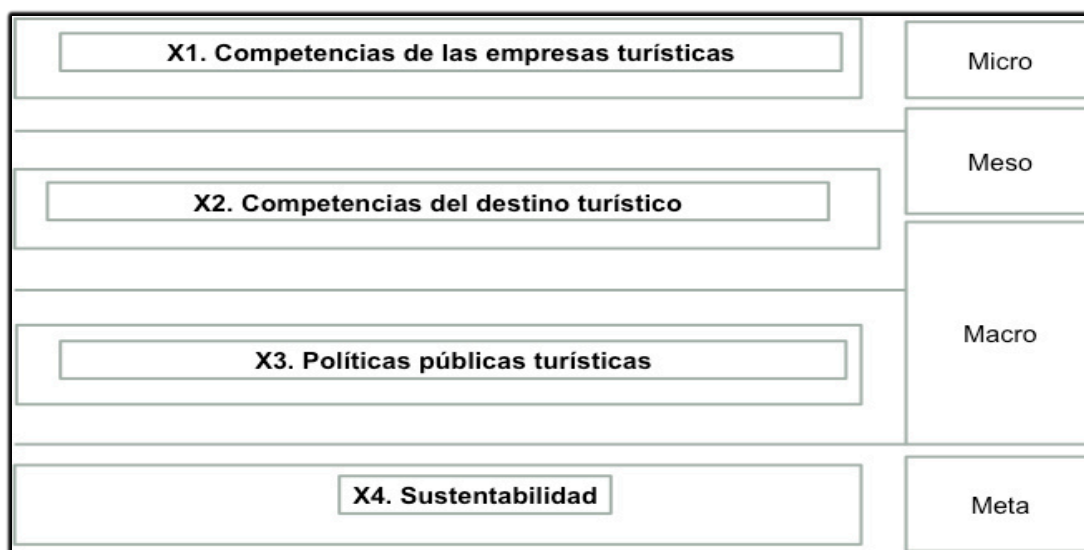 X1. Competencias de las empresas turísticas
Micro
Meso
X2. Competencias del destino turístico
Macro
X3. Políticas públicas turísticas
X4. Sustentabilidad
Meta